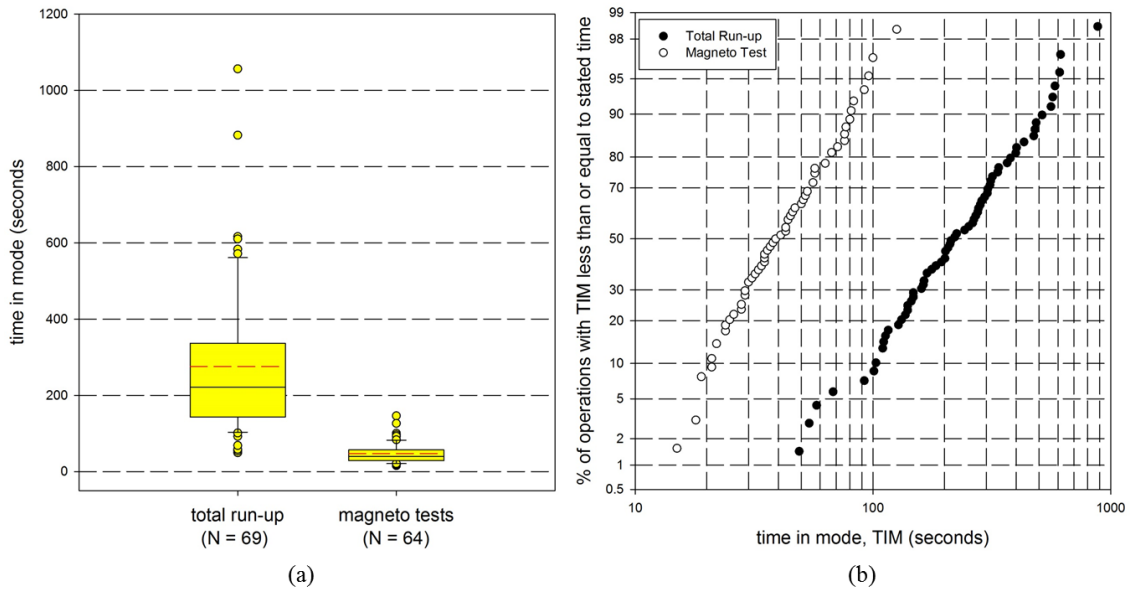 time in mode (seconds
1200
1000
800
600
400
200
0
total run-up
(N = 69)
magneto tests
(N = 64)
(a)
% of operations with TIM less than or equal to stated time
99
98
95
90
80
70
50
30
20
10
5
2
1
0.5
Total Run-up
Magneto Test
10
100
1000
time in mode, TIM (seconds)
(b)